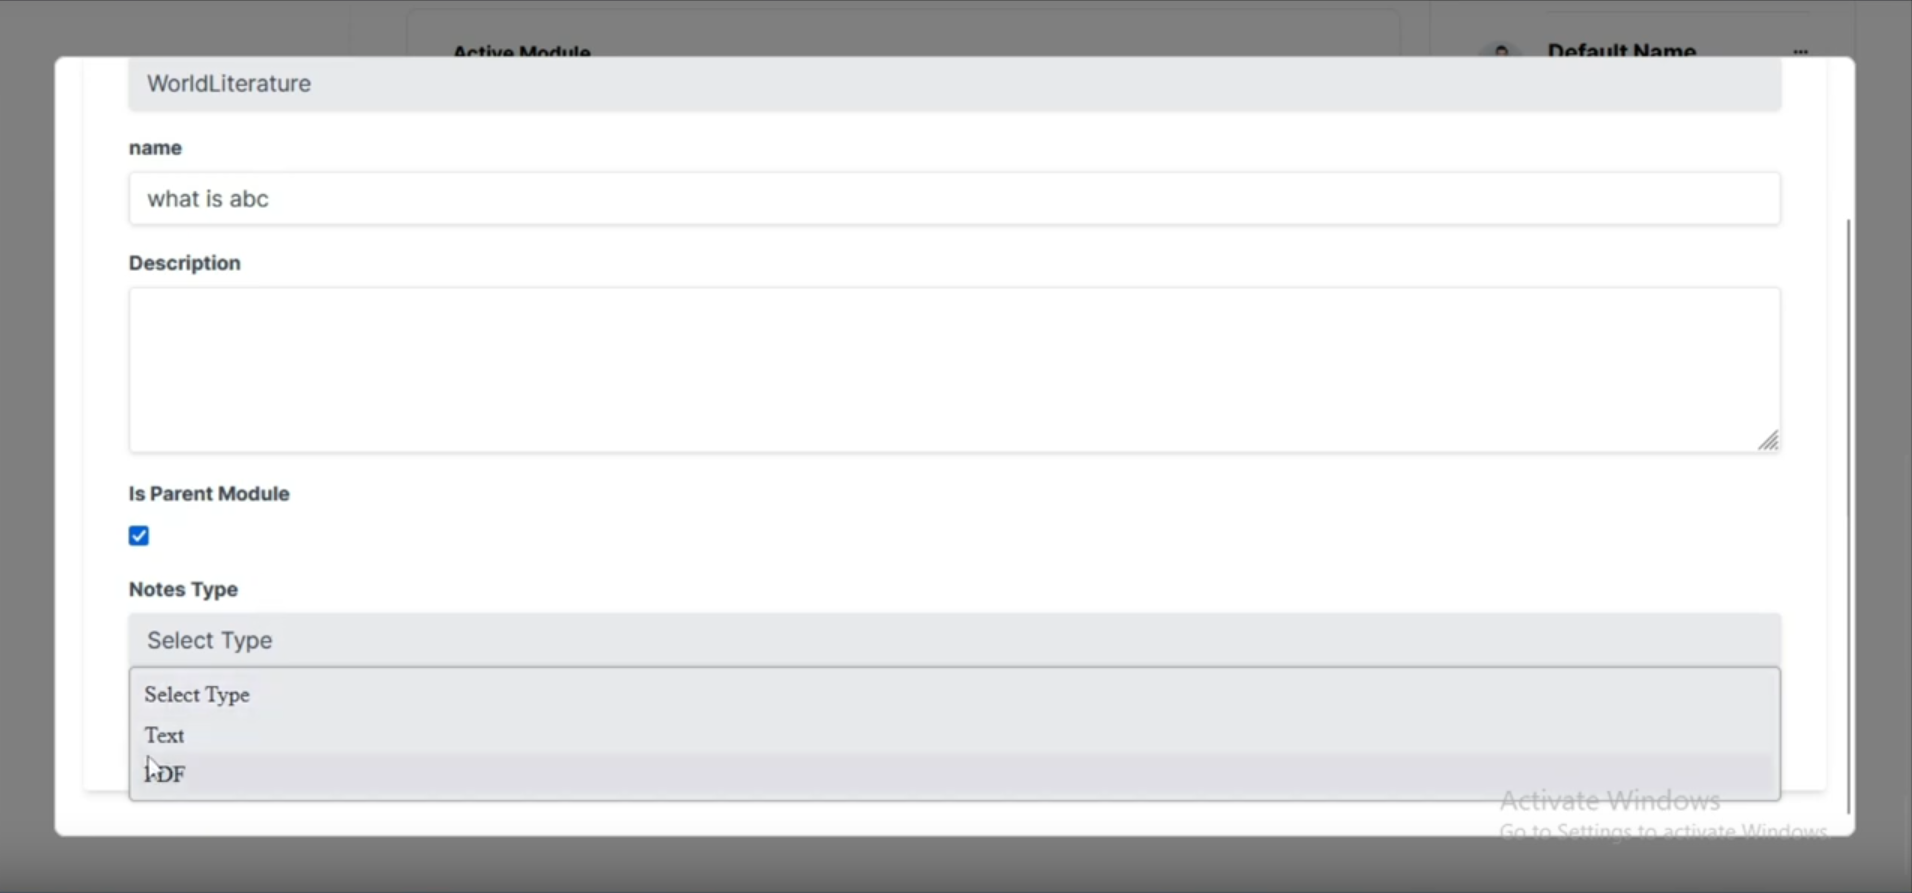 Active Module
Default Name
WorldLiterature
name
what is abc
Description
Is Parent Module
Notes Type
Select Type
Select Type
Text
PDF
Activate Windows
Go to Settings to activate Windows.